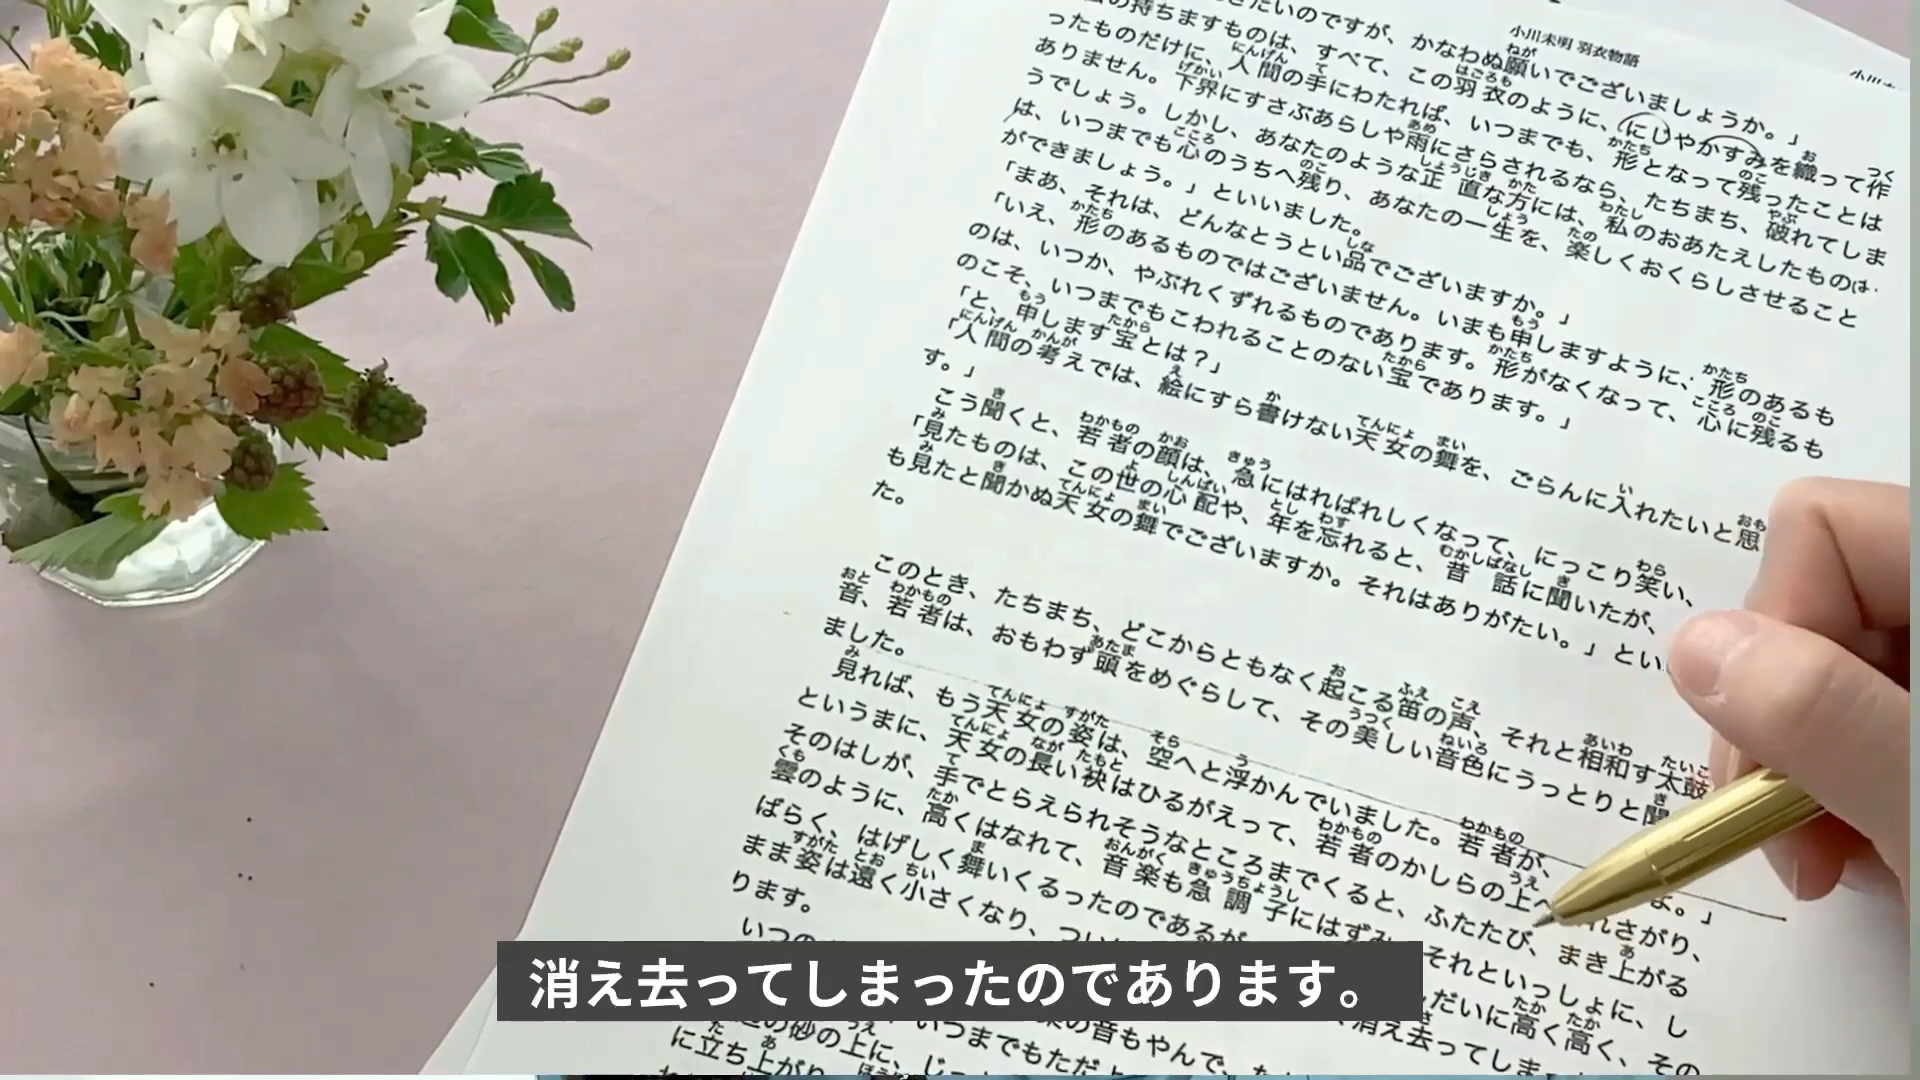 小川未明 羽衣物語
かなわぬ願いでございましょうか。」
の持ちますものは、すべて、この羽衣のように、にじやかすみを織って作
ったものだけに、人間の手にわたれば、いつまでも、形となって残ったことは
ありません。下界にすさぶあらしや雨にさらされるなら、たちまち、破れてしま
うでしょう。しかし、あなたのような正直な方には、私のおあたえしたものは、
は、いつまでも心のうちへ残り、あなたの一生を、楽しくおくらしさせること
ができましょう。」といいました。
「まあ、それは、どんなとうとい品でございますか。」
「いえ、形のあるものではございません。いまも申しますように、形のあるも
のは、いつか、やぶれくずれるものであります。形がなくなって、心に残るも
のこそ、いつまでもこわれることのない宝であります。」
「と、申します宝とは?」
「人間の考えでは、絵にすら書けない天女の舞を、ごらんに入れたいと思
す。」
こう聞くと、若者の顔は、急にはればれしくなって、にっこり笑い、
「見たものは、この世の心配や、年を忘れると、昔話に聞いたが、
も見たと聞かぬ天女の舞でございますか。それはありがたい。」とい
た。
このとき、たちまち、どこからともなく起こる笛の声、それと相和す太鼓
音、若者は、おもわず頭をめぐらして、その美しい音色にうっとりと聞
ました。
見れば、もう天女の姿は、空へと浮かんでいました。若者が、
というまに、天女の長い袂はひるがえって、若者のかしらの上へ
そのはしが、手でとらえられそうなところまでくると、ふたたび、まき上がる
雲のように、高くはなれて、音楽も急調子にはずみ
それといっしょに、し
ばらく、はげしく舞いくるったのであるが
だいに高く高く、その
まま姿は遠く小さくなり、つい
消え去ってしま
ります。
の音もやんで、
砂の上に、じっ
いつまでもただよ
に立ち上がり
消え去ってしまったのであります。